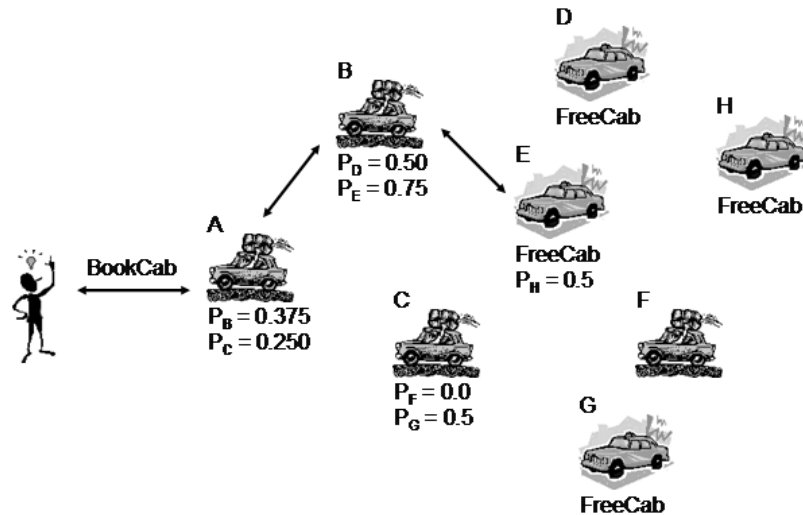 D
B
H
FreeCab
P_D = 0.50
P_E = 0.75
E
FreeCab
A
BookCab
FreeCab
P_H = 0.5
C
F
P_B = 0.375
P_C = 0.250
P_F = 0.0
P_G = 0.5
G
FreeCab